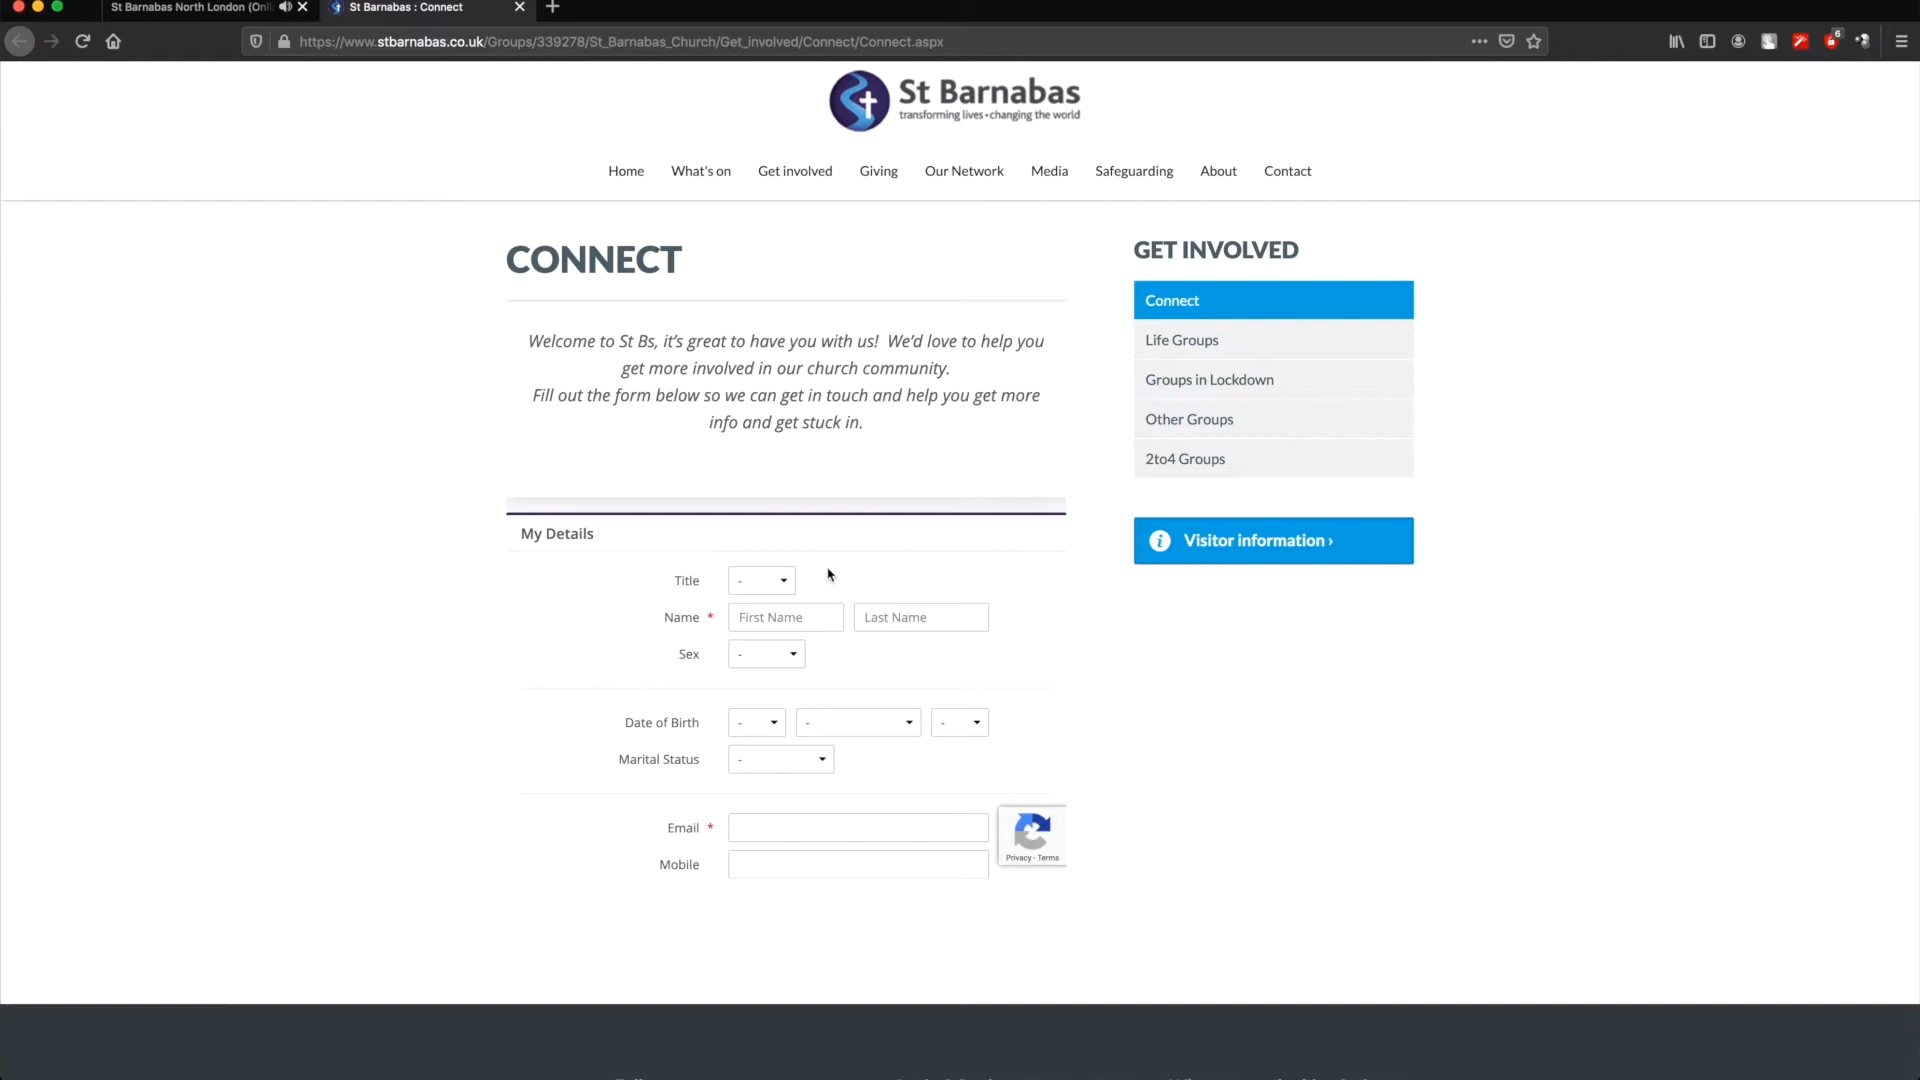 St Barnabas North London (Onli
St Barnabas : Connect
https://www.stbarnabas.co.uk/Groups/339278/St_Barnabas_Church/Get_involved/Connect/Connect.aspx
6
St Barnabas
transforming lives • changing the world
Home What's on Get involved Giving Our Network Media Safeguarding About Contact
CONNECT
Welcome to St Bs, it's great to have you with us! We'd love to help you
get more involved in our church community.
Fill out the form below so we can get in touch and help you get more
info and get stuck in.
My Details
Title -
Name * First Name Last Name
Sex -
Date of Birth - - -
Marital Status -
Email *
Mobile
Privacy - Terms
GET INVOLVED
Connect
Life Groups
Groups in Lockdown
Other Groups
2to4 Groups
Visitor information ›